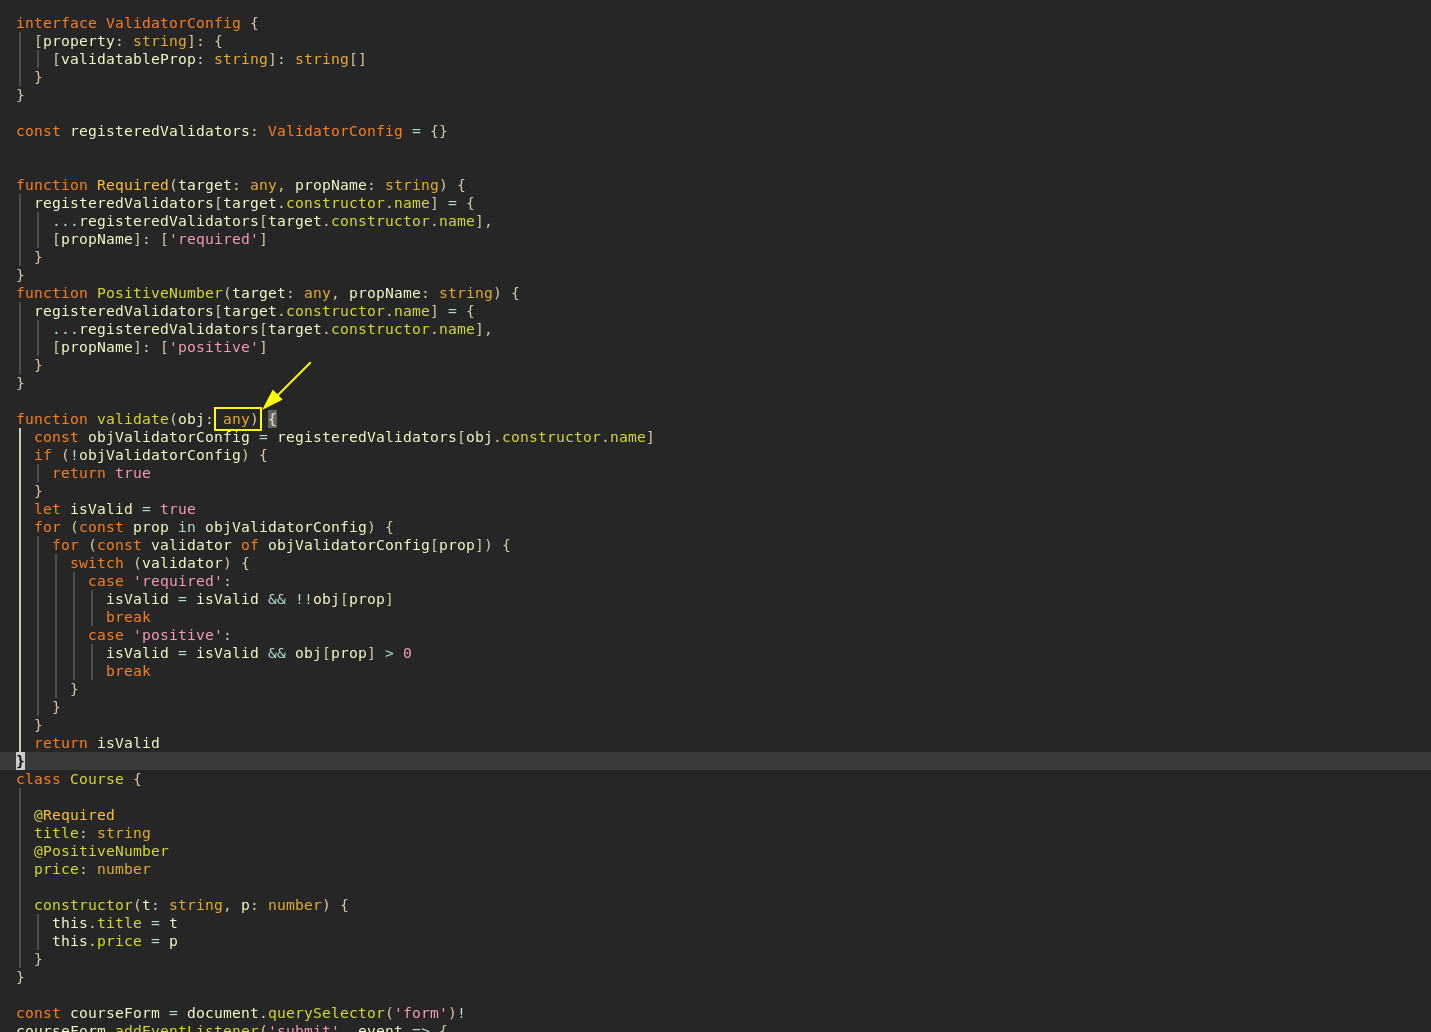 interface ValidatorConfig {
[property: string]: {
[validatableProp: string]: string[]
}
}
const registeredValidators: ValidatorConfig = {}
function Required(target: any, propName: string) {
registeredValidators[target.constructor.name] = {
...registeredValidators[target.constructor.name],
[propName]: ['required']
}
}
function PositiveNumber(target: any, propName: string) {
registeredValidators[target.constructor.name] = {
...registeredValidators[target.constructor.name],
[propName]: ['positive']
}
}
function validate(obj: any) {
const objValidatorConfig = registeredValidators[obj.constructor.name]
if (!objValidatorConfig) {
return true
}
let isValid = true
for (const prop in objValidatorConfig) {
for (const validator of objValidatorConfig[prop]) {
switch (validator) {
case 'required':
isValid = isValid && !!obj[prop]
break
case 'positive':
isValid = isValid && obj[prop] > 0
break
}
}
}
return isValid
}
class Course {
@Required
title: string
@PositiveNumber
price: number
constructor(t: string, p: number) {
this.title = t
this.price = p
}
}
const courseForm = document.querySelector('form')!
courseForm.addEventListener('submit', event => {